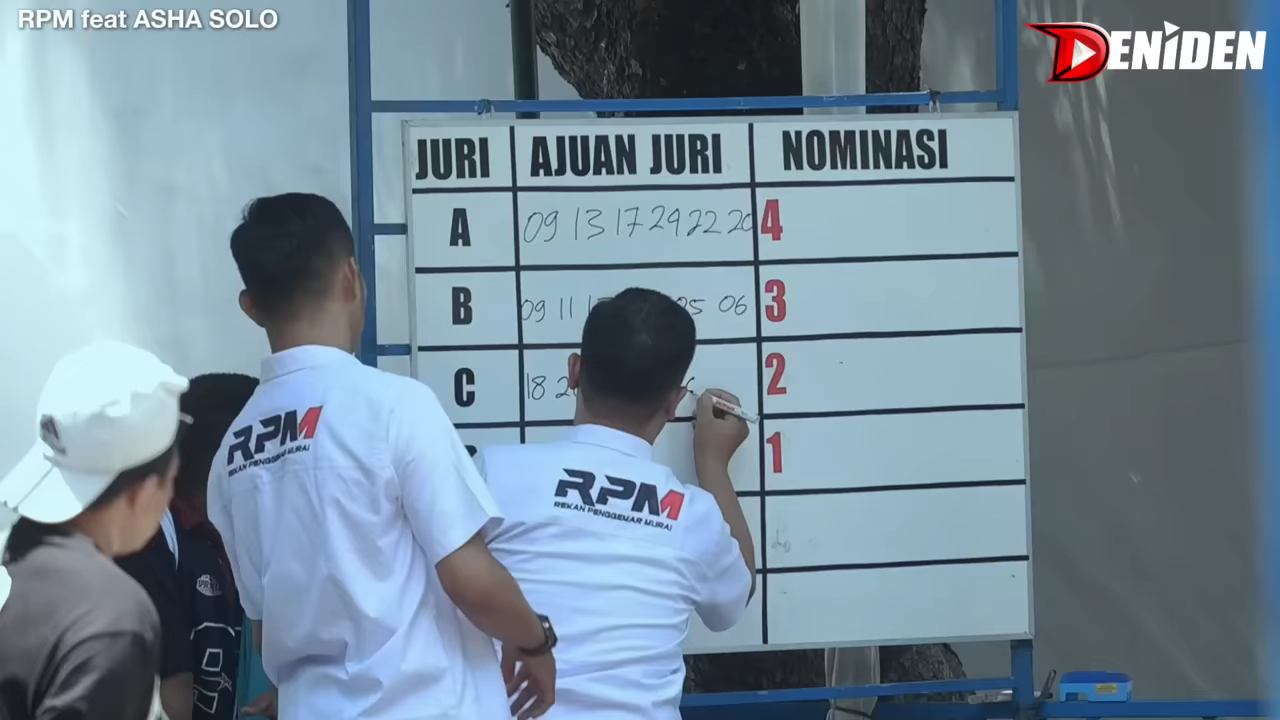 RPM feat ASHA SOLO
DENIDEN
JURI AJUAN JURI NOMINASI
A 09 13 17 24 22 20 4
B 09 11 05 06 3
C 18 2
1
RPM
REKAN PENGGEMAR MURAI
RPM
REKAN PENGGEMAR MURAI